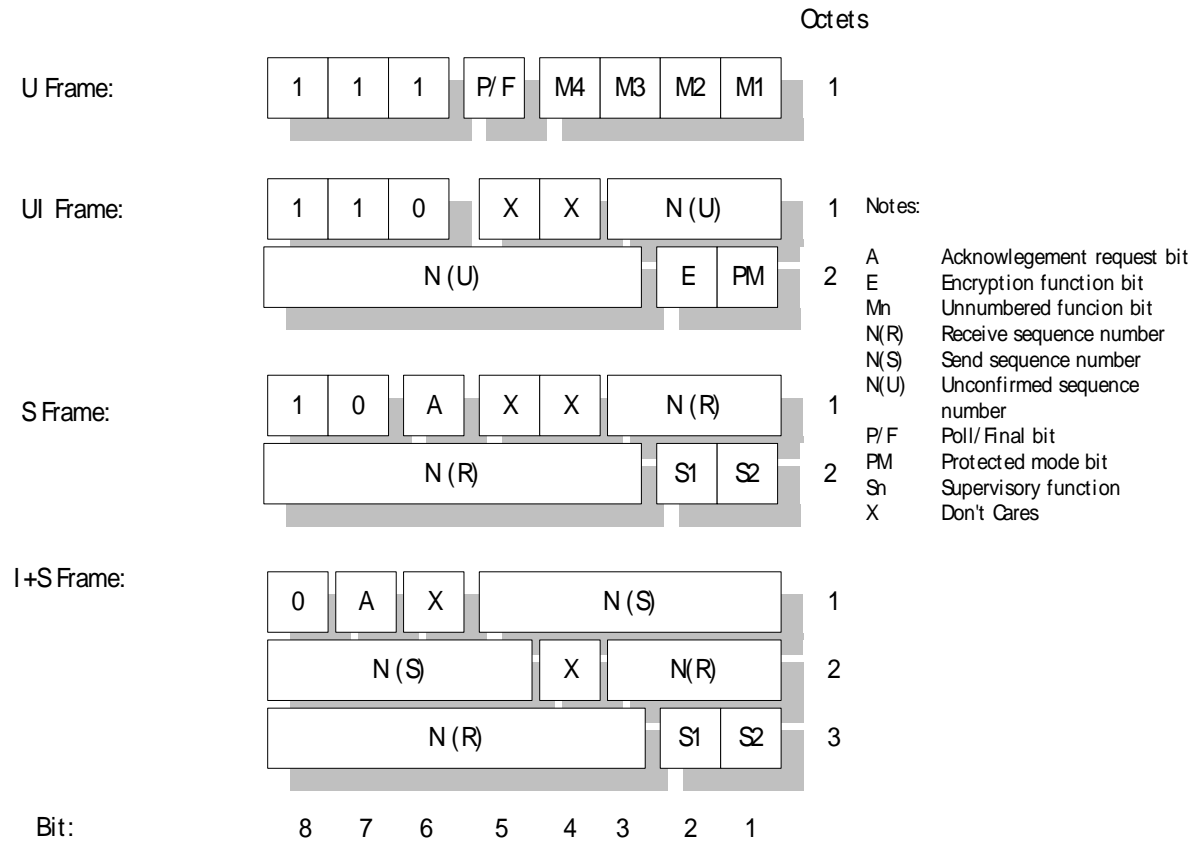 Octets
U Frame: 1 1 1 P/F M4 M3 M2 M1 1
UI Frame: 1 1 0 X X N(U) 1
N(U) E PM 2
Notes:
A Acknowlegement request bit
E Encryption function bit
Mn Unnumbered funcion bit
N(R) Receive sequence number
N(S) Send sequence number
N(U) Unconfirmed sequence
number
P/F Poll/Final bit
PM Protected mode bit
Sn Supervisory function
X Don't Cares
S Frame: 1 0 A X X N(R) 1
N(R) S1 S2 2
I+S Frame:
0 A X N(S) 1
N(S) X N(R) 2
N(R) S1 S2 3
Bit: 8 7 6 5 4 3 2 1